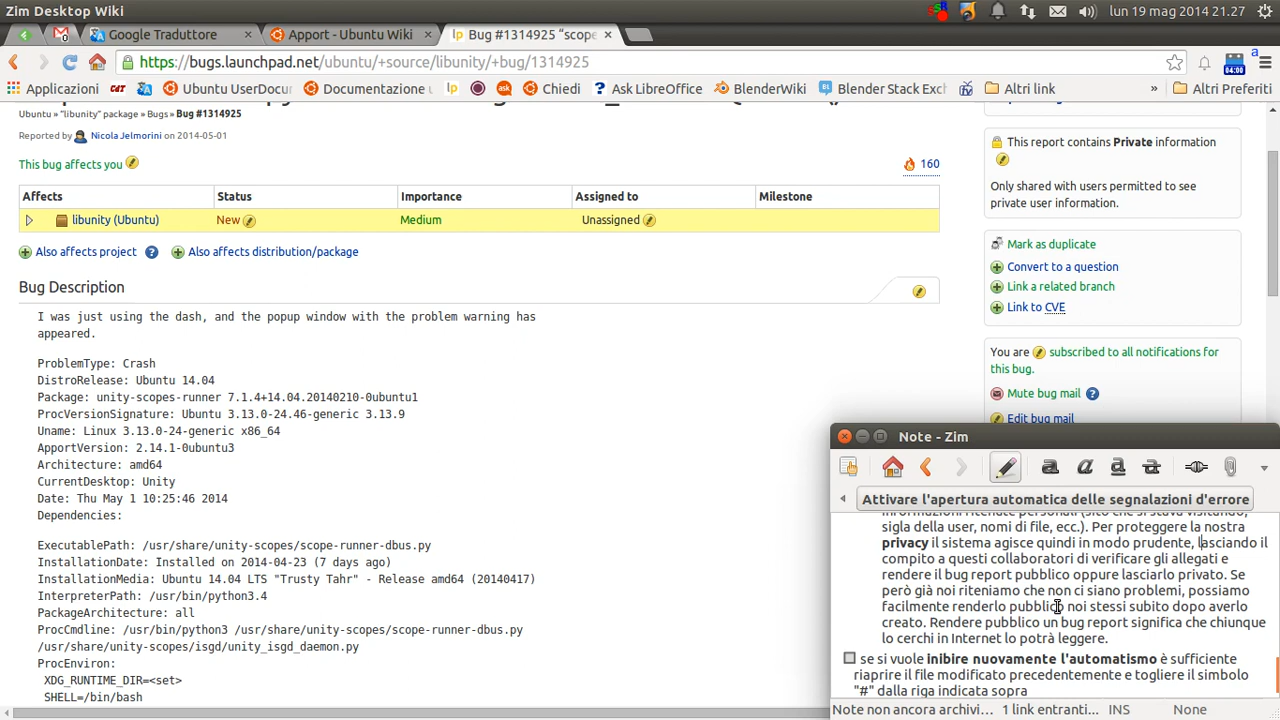 Zim Desktop Wiki
lun 19 mag 2014 21.27
Google Traduttore
Apport - Ubuntu Wiki
Bug #1314925 “scope
https://bugs.launchpad.net/ubuntu/+source/libunity/+bug/1314925
a
04:00
Applicazioni
CAT
Ubuntu UserDocu
Documentazione u
lp
ask
Chiedi
Ask LibreOffice
BlenderWiki
Blender Stack Exch
Altri link
»
Altri Preferiti
Ubuntu » “libunity” package » Bugs » Bug #1314925
Reported by Nicola Jelmorini on 2014-05-01
This bug affects you
160
Affects Status Importance Assigned to Milestone
libunity (Ubuntu) New Medium Unassigned
Also affects project
Also affects distribution/package
Bug Description
I was just using the dash, and the popup window with the problem warning has
appeared.
ProblemType: Crash
DistroRelease: Ubuntu 14.04
Package: unity-scopes-runner 7.1.4+14.04.20140210-0ubuntu1
ProcVersionSignature: Ubuntu 3.13.0-24.46-generic 3.13.9
Uname: Linux 3.13.0-24-generic x86_64
ApportVersion: 2.14.1-0ubuntu3
Architecture: amd64
CurrentDesktop: Unity
Date: Thu May 1 10:25:46 2014
Dependencies:
ExecutablePath: /usr/share/unity-scopes/scope-runner-dbus.py
InstallationDate: Installed on 2014-04-23 (7 days ago)
InstallationMedia: Ubuntu 14.04 LTS "Trusty Tahr" - Release amd64 (20140417)
InterpreterPath: /usr/bin/python3.4
PackageArchitecture: all
ProcCmdline: /usr/bin/python3 /usr/share/unity-scopes/scope-runner-dbus.py
/usr/share/unity-scopes/isgd/unity_isgd_daemon.py
ProcEnviron:
XDG_RUNTIME_DIR=<set>
SHELL=/bin/bash
This report contains Private information
Only shared with users permitted to see
private user information.
Mark as duplicate
Convert to a question
Link a related branch
Link to CVE
You are subscribed to all notifications for
this bug.
Mute bug mail
Edit bug mail
Note - Zim
Attivare l'apertura automatica delle segnalazioni d'errore
informazioni ritenute personali (sito che si stava visitando,
sigla della user, nomi di file, ecc.). Per proteggere la nostra
privacy il sistema agisce quindi in modo prudente, lasciando il
compito a questi collaboratori di verificare gli allegati e
rendere il bug report pubblico oppure lasciarlo privato. Se
però già noi riteniamo che non ci siano problemi, possiamo
facilmente renderlo pubblico noi stessi subito dopo averlo
creato. Rendere pubblico un bug report significa che chiunque
lo cerchi in Internet lo potrà leggere.
se si vuole inibire nuovamente l'automatismo è sufficiente
riaprire il file modificato precedentemente e togliere il simbolo
"#" dalla riga indicata sopra
Note non ancora archivi... 1 link entranti... INS None